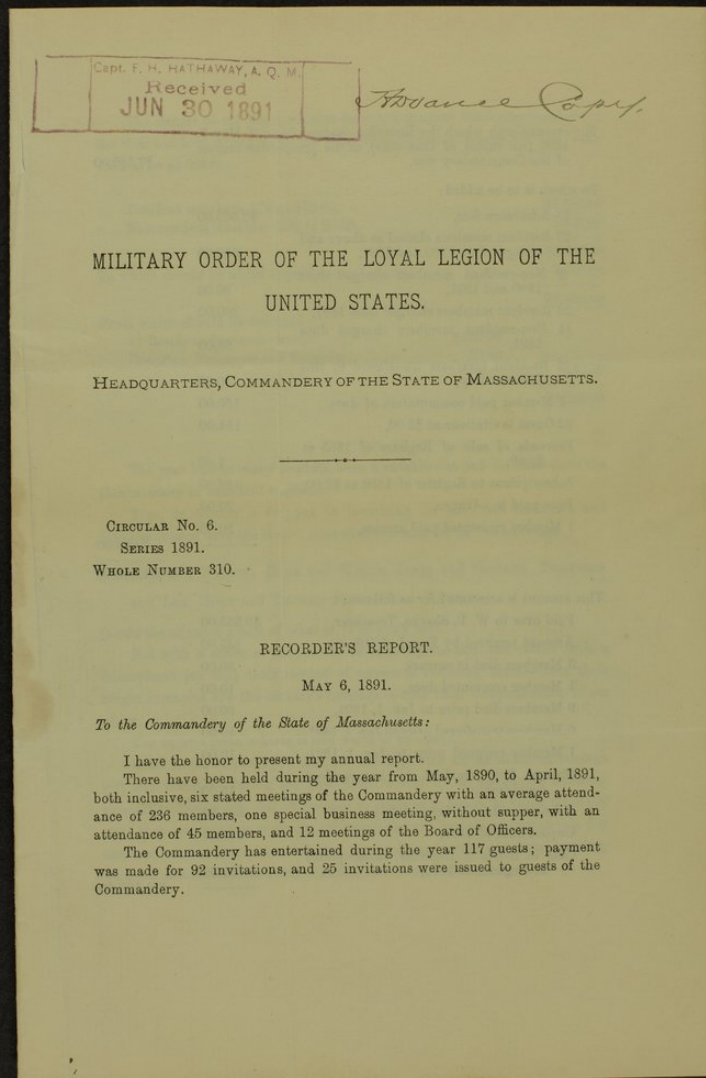 Capt. F. H. HATHAWAY, A. Q. M.
Received
JUN 30 1891
Advance Copy.
MILITARY ORDER OF THE LOYAL LEGION OF THE
UNITED STATES.
HEADQUARTERS, COMMANDERY OF THE STATE OF MASSACHUSETTS.
CIRCULAR NO. 6.
SERIES 1891.
WHOLE NUMBER 310.
RECORDER'S REPORT.
MAY 6, 1891.
To the Commandery of the State of Massachusetts:
I have the honor to present my annual report.
There have been held during the year from May, 1890, to April, 1891,
both inclusive, six stated meetings of the Commandery with an average attend-
ance of 236 members, one special business meeting, without supper, with an
attendance of 45 members, and 12 meetings of the Board of Officers.
The Commandery has entertained during the year 117 guests; payment
was made for 92 invitations, and 25 invitations were issued to guests of the
Commandery.